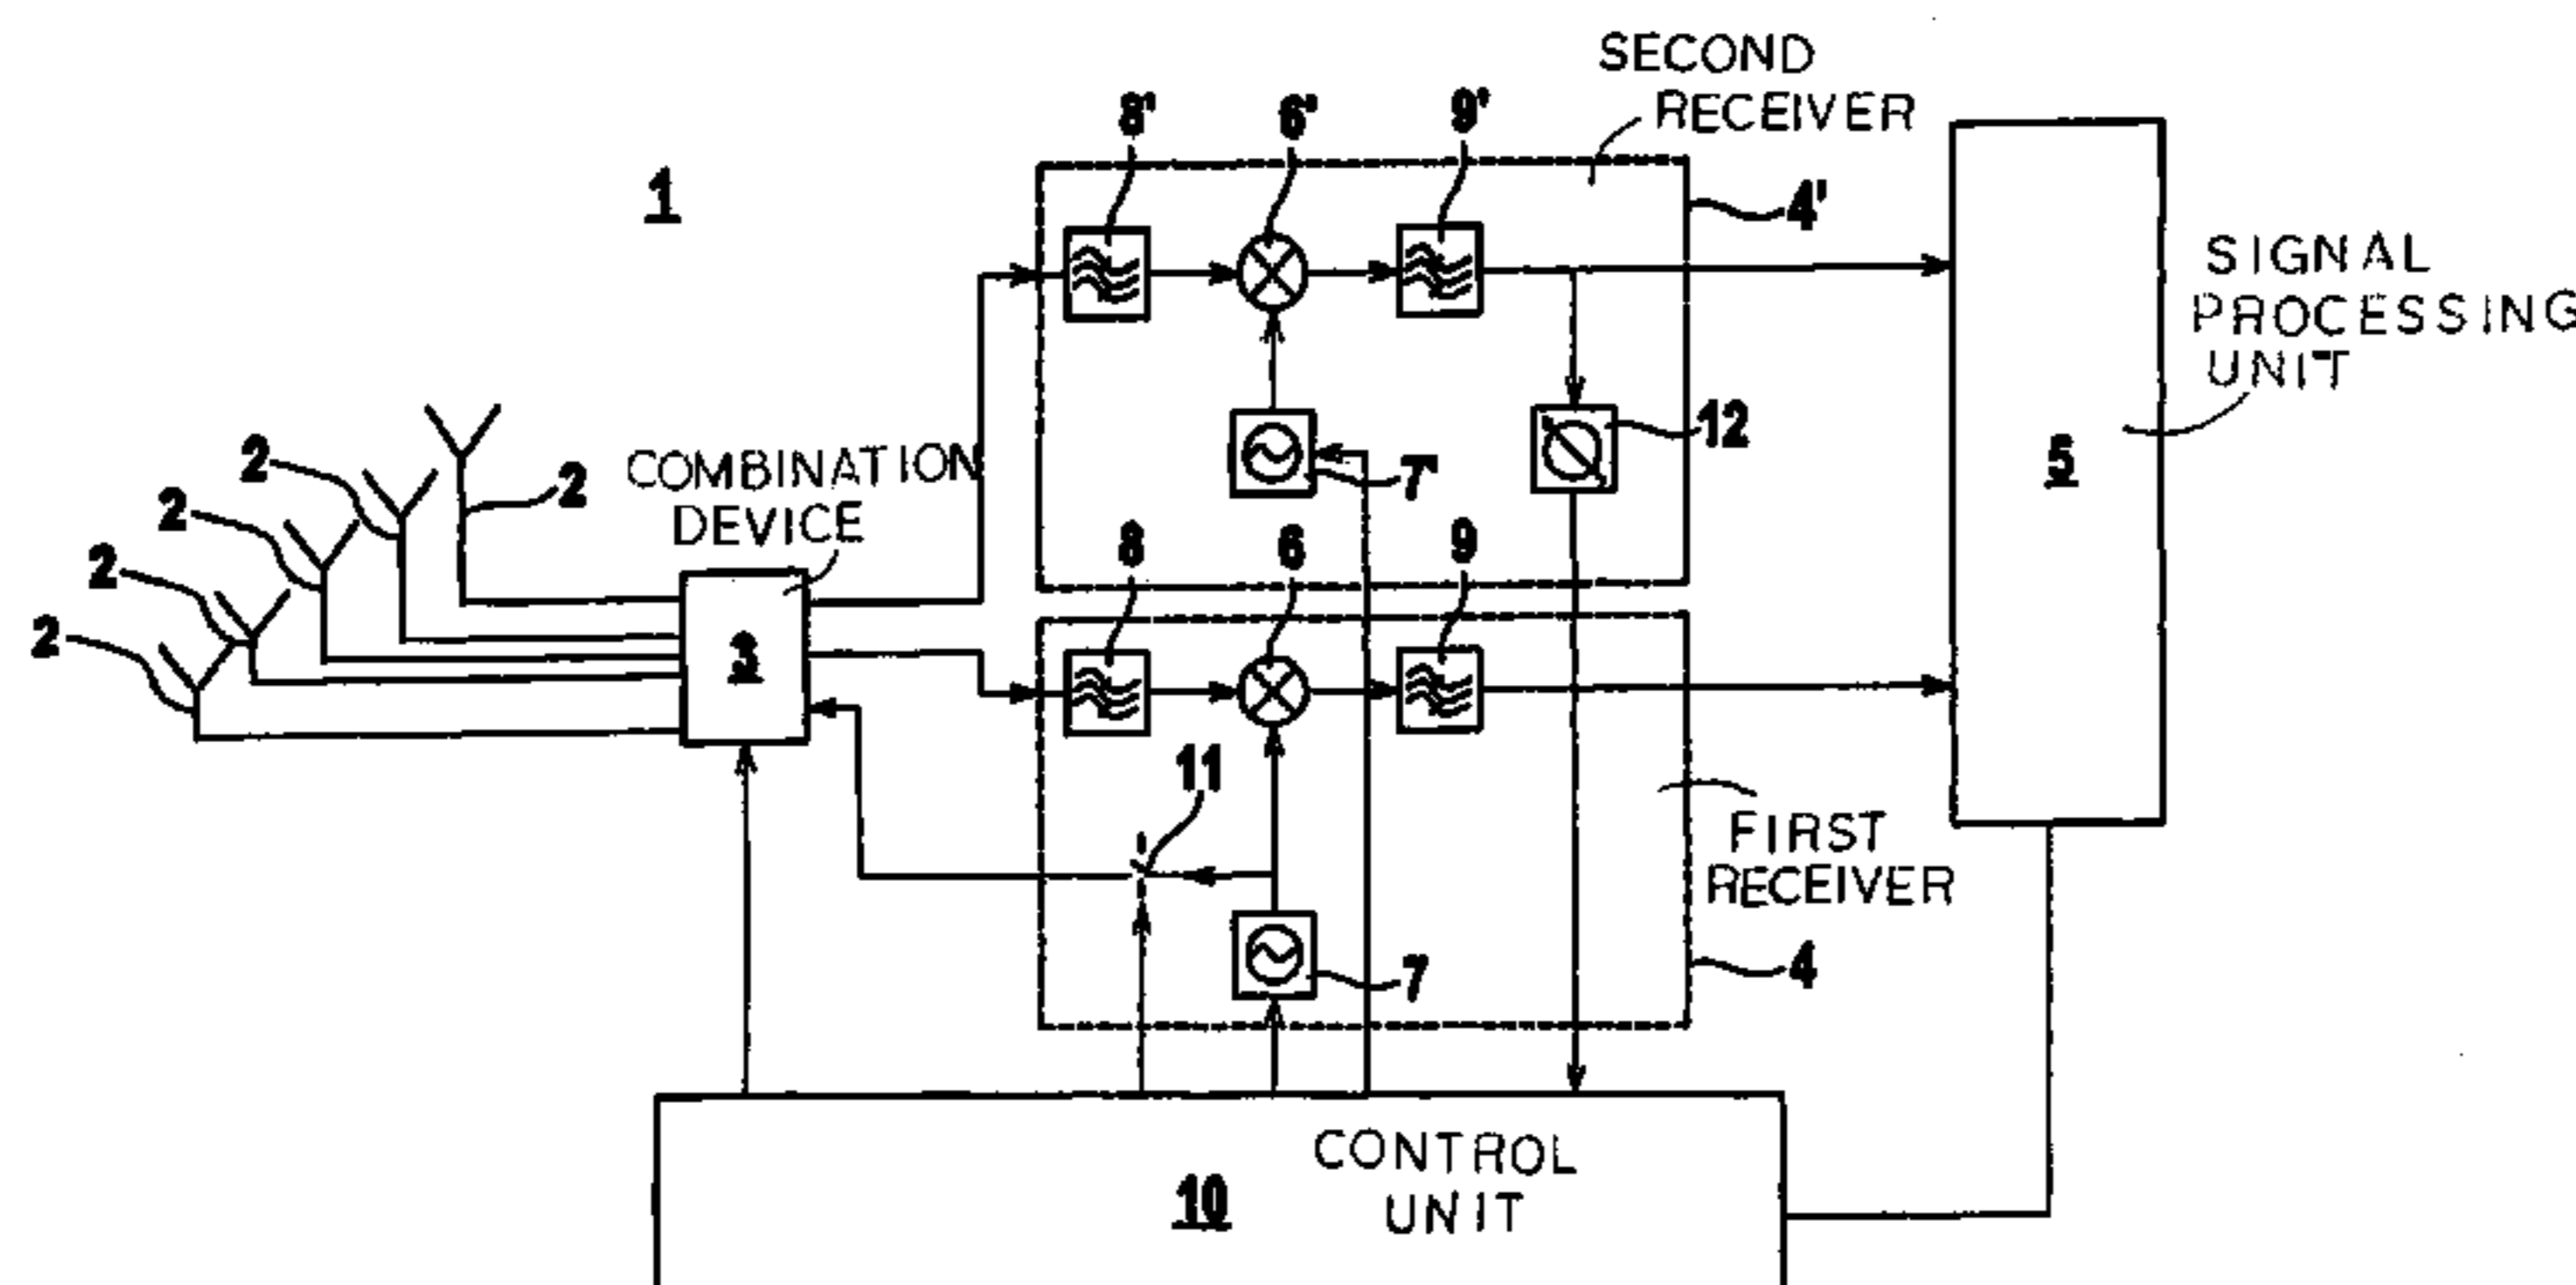 SECOND
RECEIVER
8'
6'
9'
4'
1
SIGNAL
PROCESSING
UNIT
5
12
7'
2
2
2
2
2
COMBINATION
DEVICE
3
8
6
9
11
FIRST
RECEIVER
7
4
CONTROL
UNIT
10